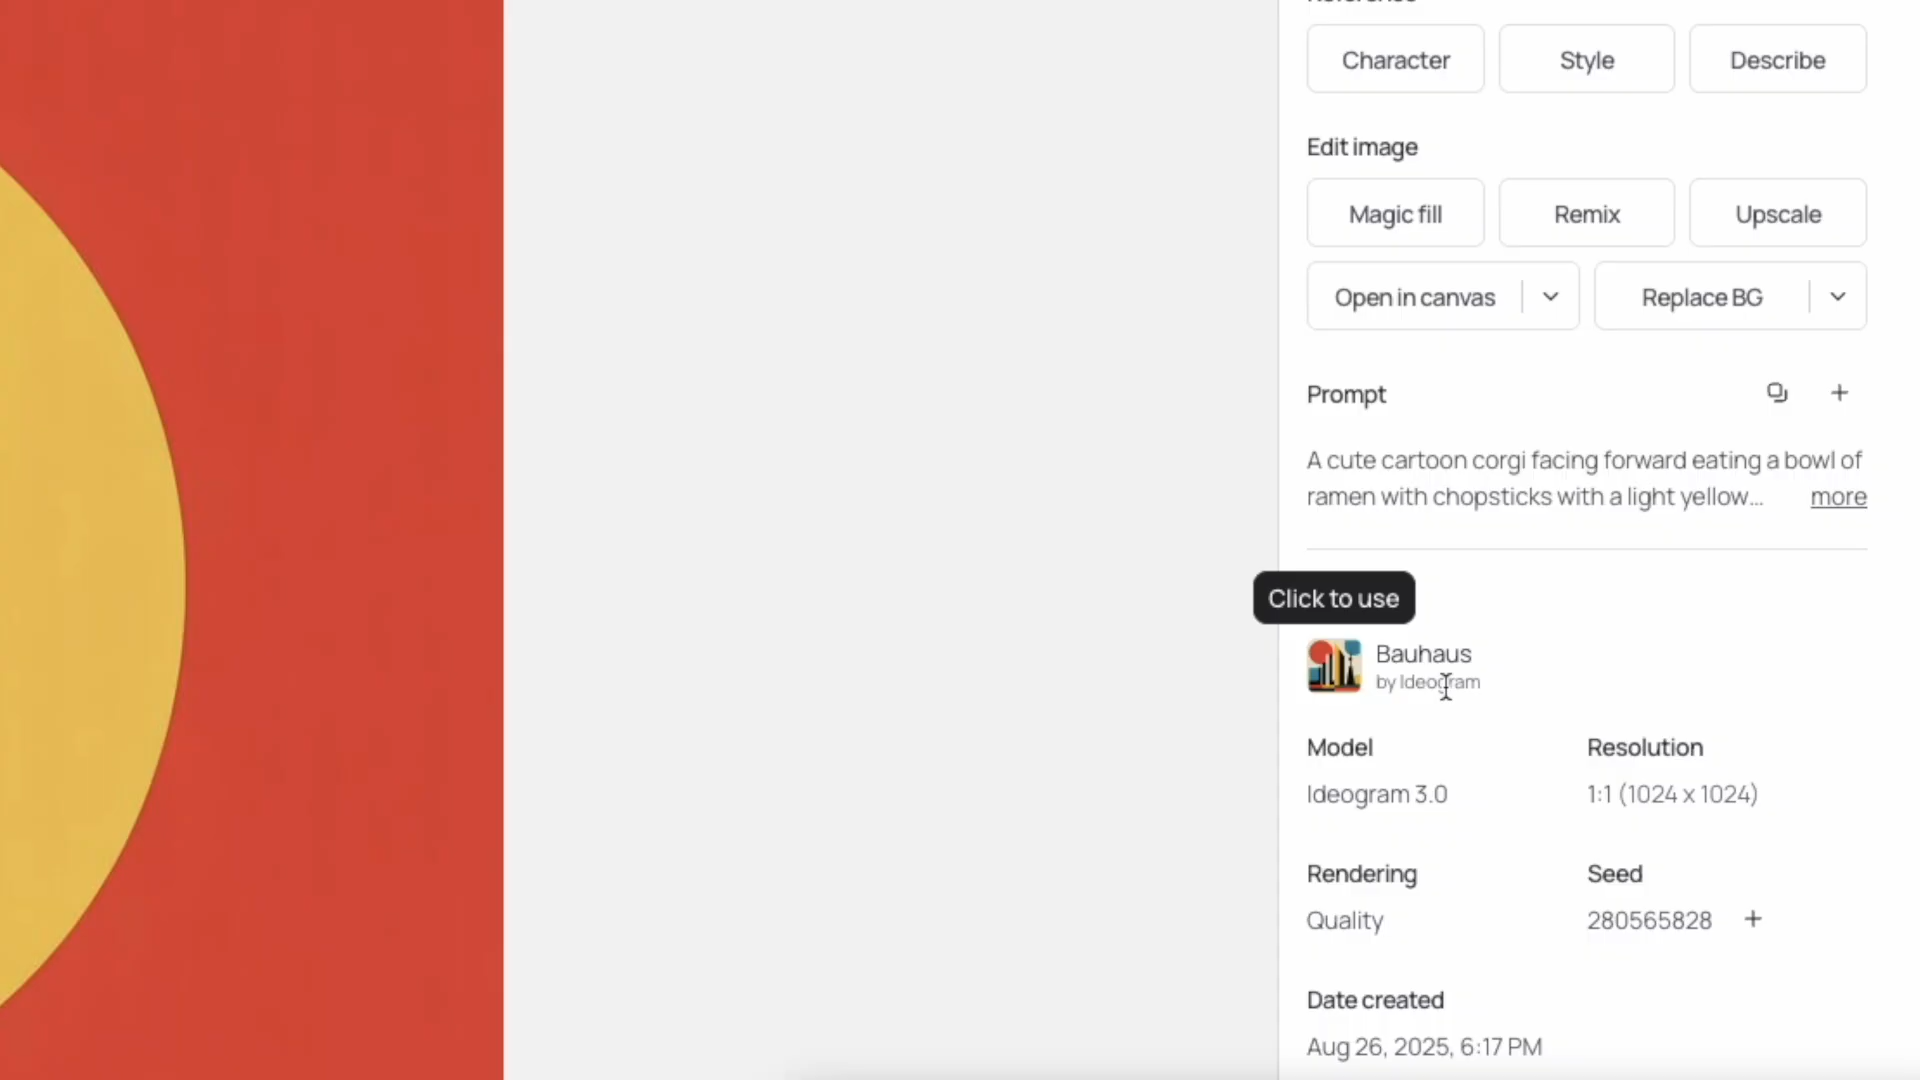 Character
Style
Describe
Edit image
Magic fill
Remix
Upscale
Open in canvas
Replace BG
Prompt
A cute cartoon corgi facing forward eating a bowl of
ramen with chopsticks with a light yellow... more
Click to use
Bauhaus
by Ideogram
Model
Resolution
Ideogram 3.0
1:1 (1024 x 1024)
Rendering
Seed
Quality
280565828
Date created
Aug 26, 2025, 6:17 PM